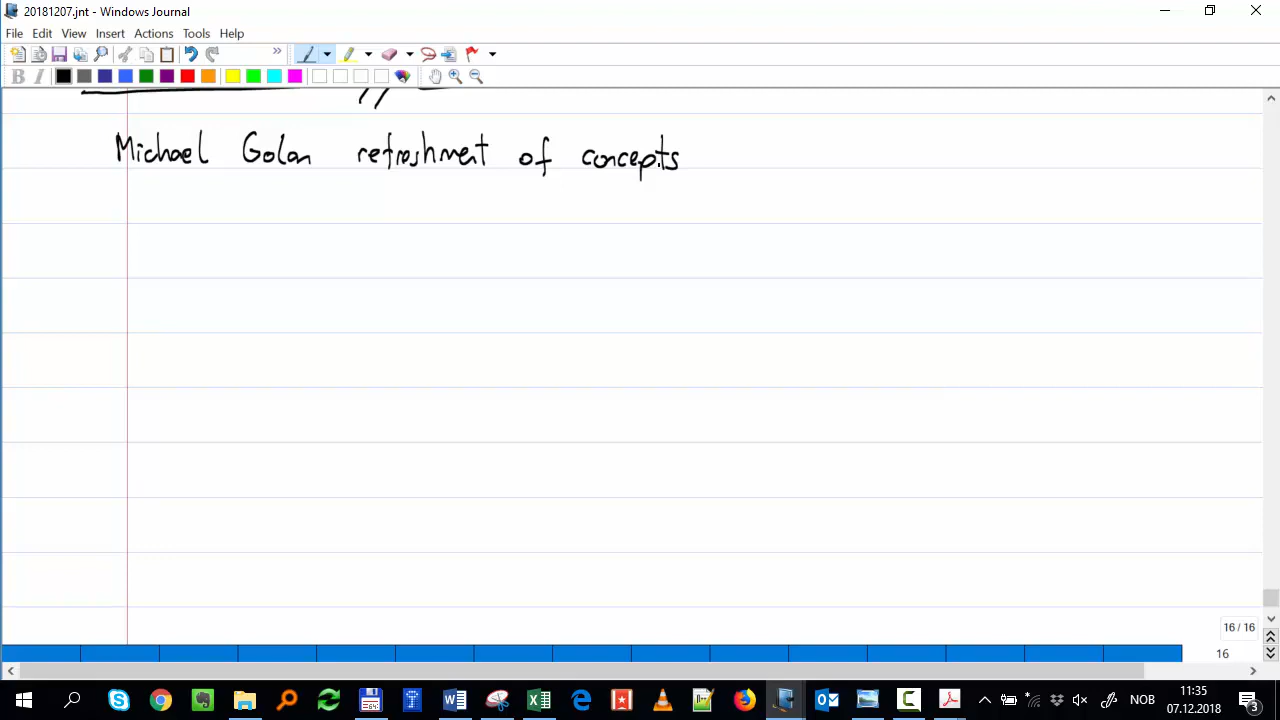 20181207.jnt - Windows Journal
File Edit View Insert Actions Tools Help
B I
Michael Golan refreshment of concepts
16 / 16
16
NOB
11:35
07.12.2018
3